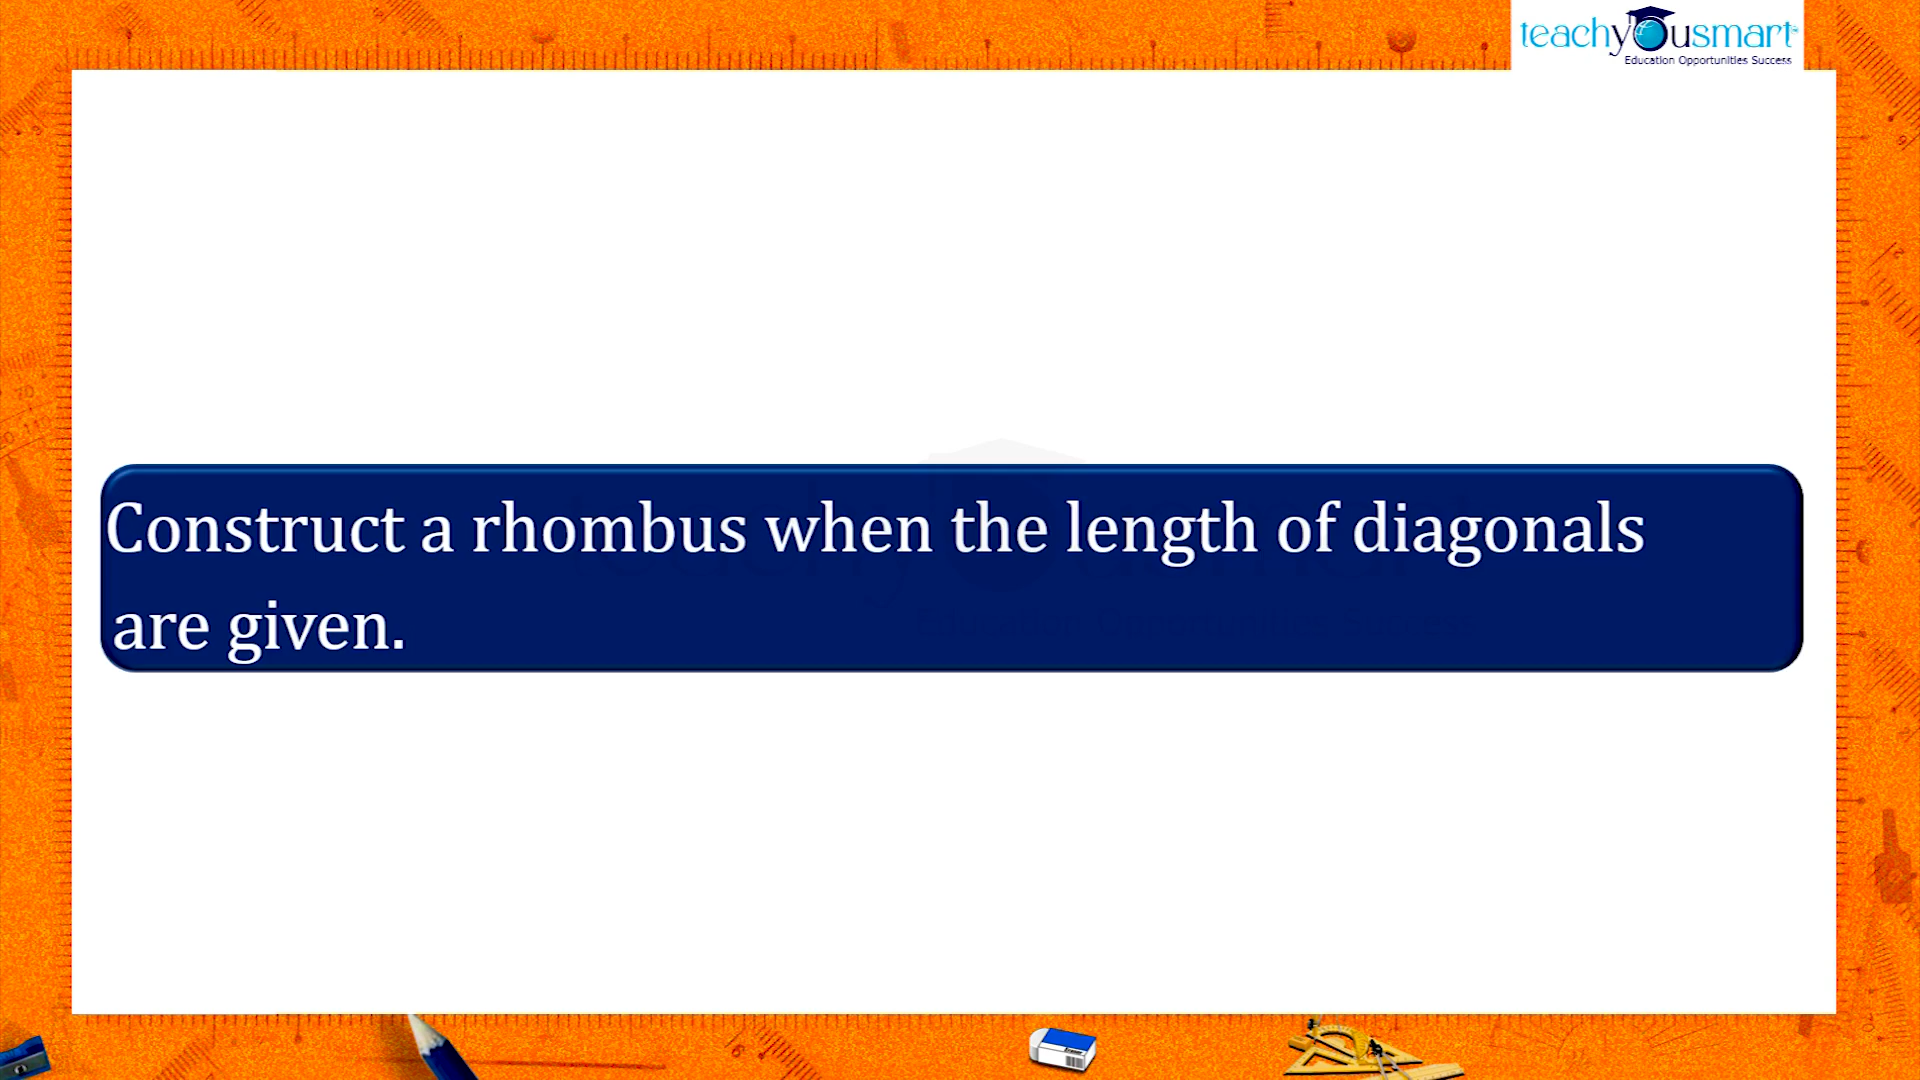 teachyousmart
Education Opportunities Success
Construct a rhombus when the length of diagonals
are given.